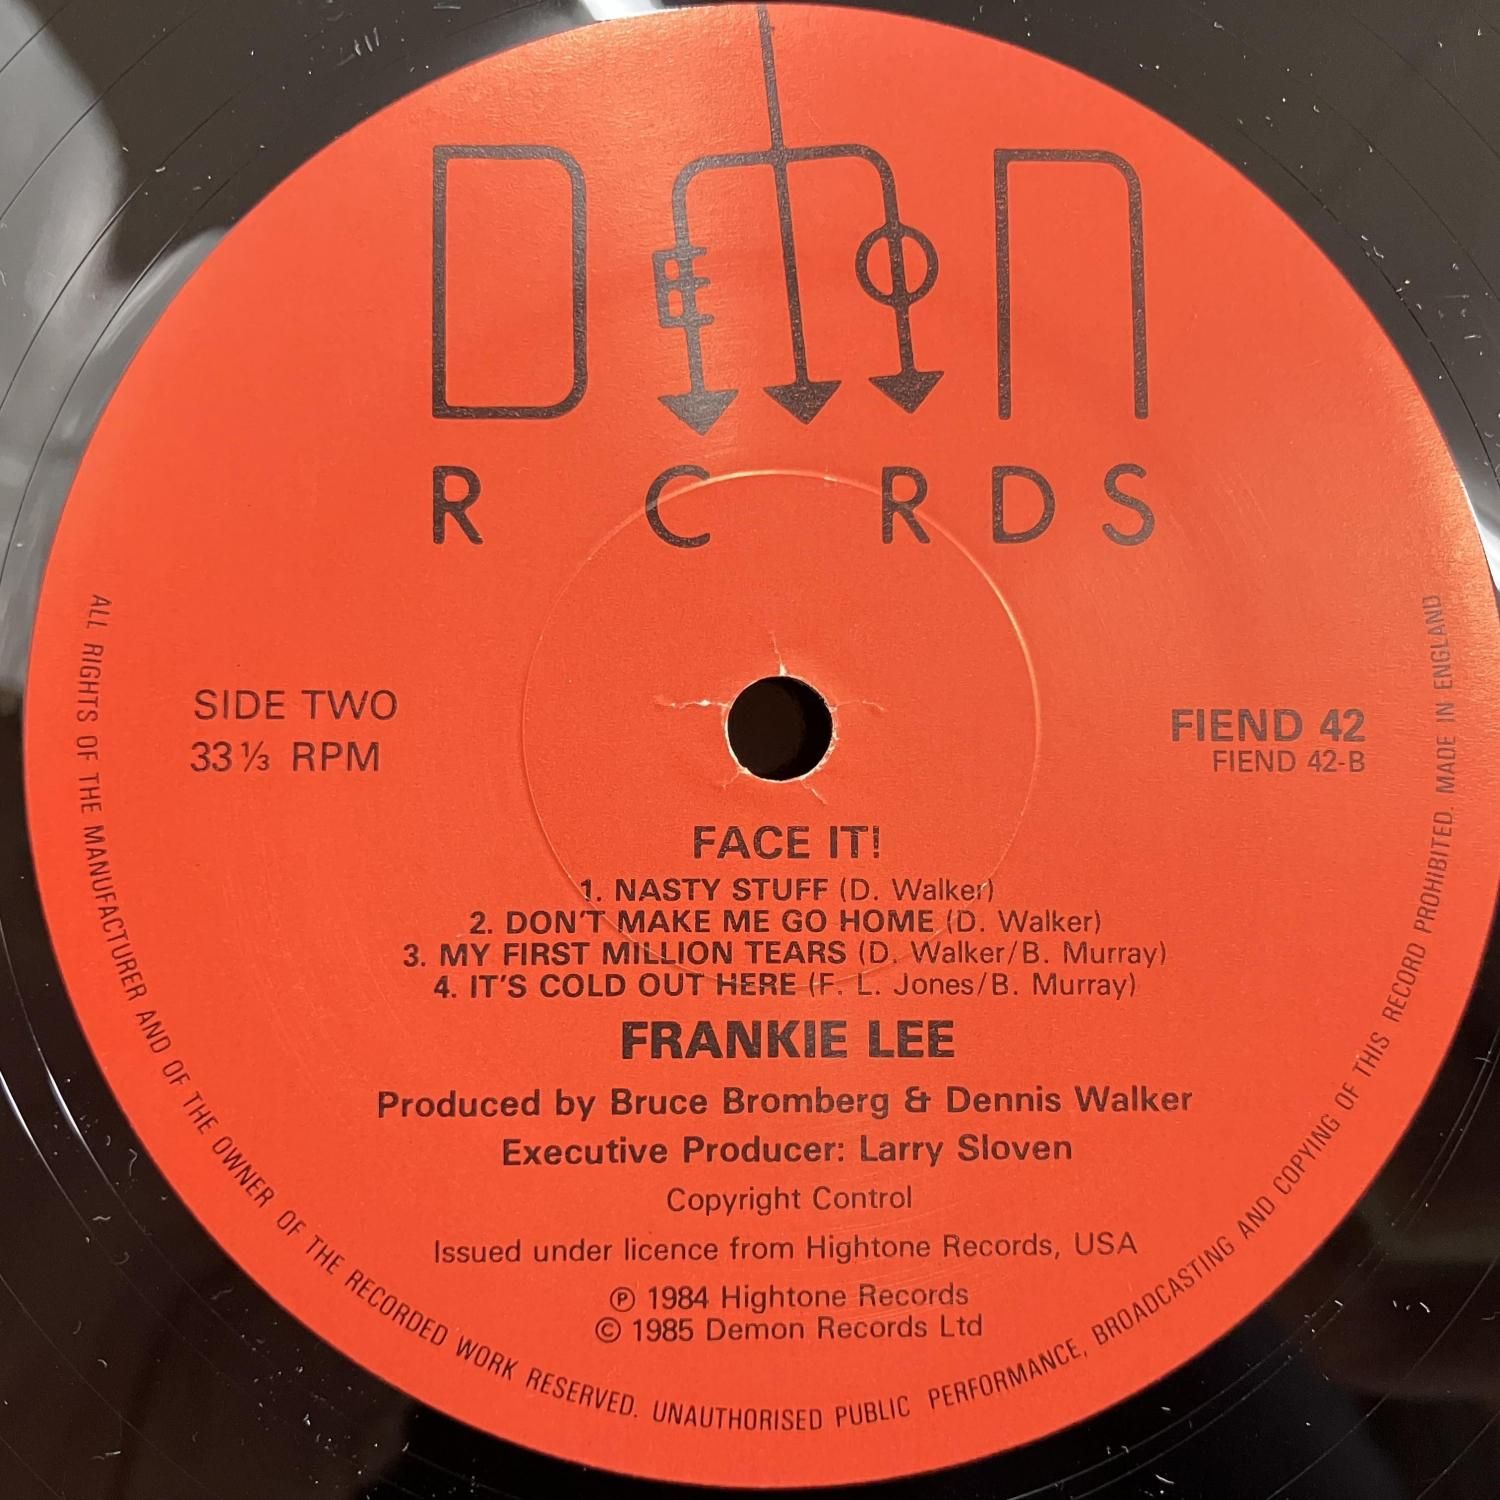 DEMON
R C RDS
SIDE TWO
33 ⅓ RPM
FIEND 42
FIEND 42-B
FACE IT!
1. NASTY STUFF (D. Walker)
2. DON'T MAKE ME GO HOME (D. Walker)
3. MY FIRST MILLION TEARS (D. Walker/B. Murray)
4. IT'S COLD OUT HERE (F. L. Jones/B. Murray)
FRANKIE LEE
Produced by Bruce Bromberg & Dennis Walker
Executive Producer: Larry Sloven
Copyright Control
Issued under licence from Hightone Records, USA
℗ 1984 Hightone Records
© 1985 Demon Records Ltd
ALL RIGHTS OF THE MANUFACTURER AND OF THE OWNER OF THE RECORDED WORK RESERVED. UNAUTHORISED PUBLIC PERFORMANCE, BROADCASTING AND COPYING OF THIS RECORD PROHIBITED. MADE IN ENGLAND